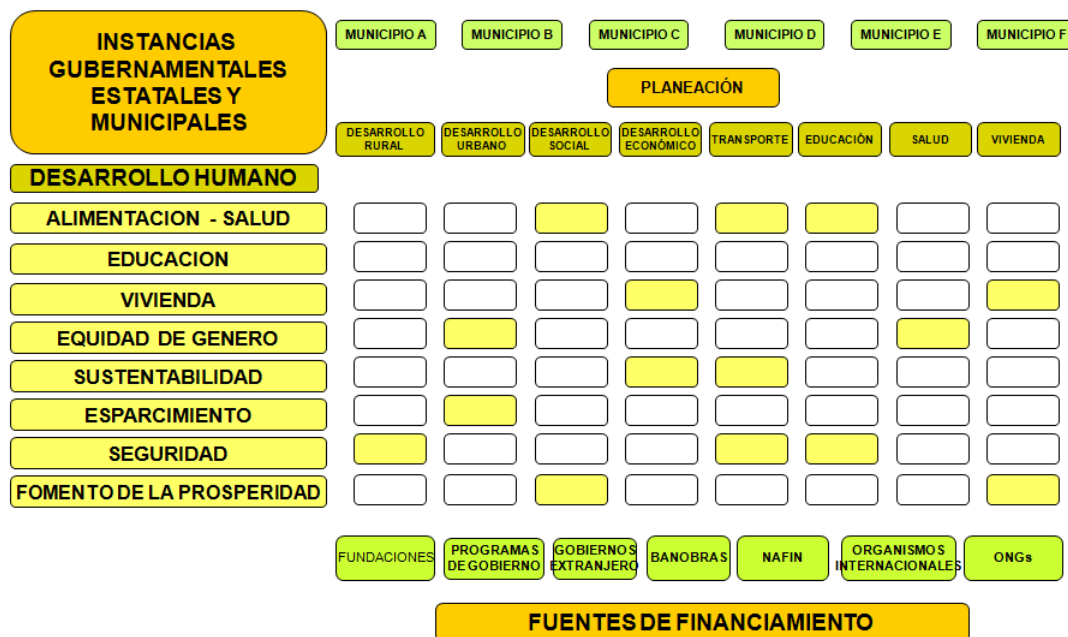 INSTANCIAS
GUBERNAMENTALES
ESTATALES Y
MUNICIPALES
MUNICIPIO A
MUNICIPIO B
MUNICIPIO C
MUNICIPIO D
MUNICIPIO E
MUNICIPIO F
PLANEACIÓN
DESARROLLO
RURAL
DESARROLLO
URBANO
DESARROLLO
SOCIAL
DESARROLLO
ECONÓMICO
TRANSPORTE
EDUCACIÓN
SALUD
VIVIENDA
DESARROLLO HUMANO
ALIMENTACION - SALUD
EDUCACION
VIVIENDA
EQUIDAD DE GENERO
SUSTENTABILIDAD
ESPARCIMIENTO
SEGURIDAD
FOMENTO DE LA PROSPERIDAD
FUNDACIONES
PROGRAMAS
DE GOBIERNO
GOBIERNOS
EXTRANJERO
BANOBRAS
NAFIN
ORGANISMOS
INTERNACIONALES
ONGs
FUENTES DE FINANCIAMIENTO